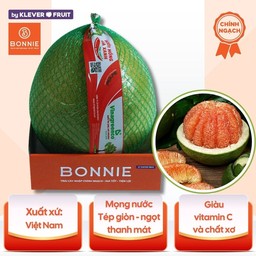 by KLEVER FRUIT
BONNIE
CHÍNH
NGẠCH
BONNIE
Xuất xứ:
Việt Nam
Mọng nước
Tép giòn - ngọt
thanh mát
Giàu
vitamin C
và chất xơ